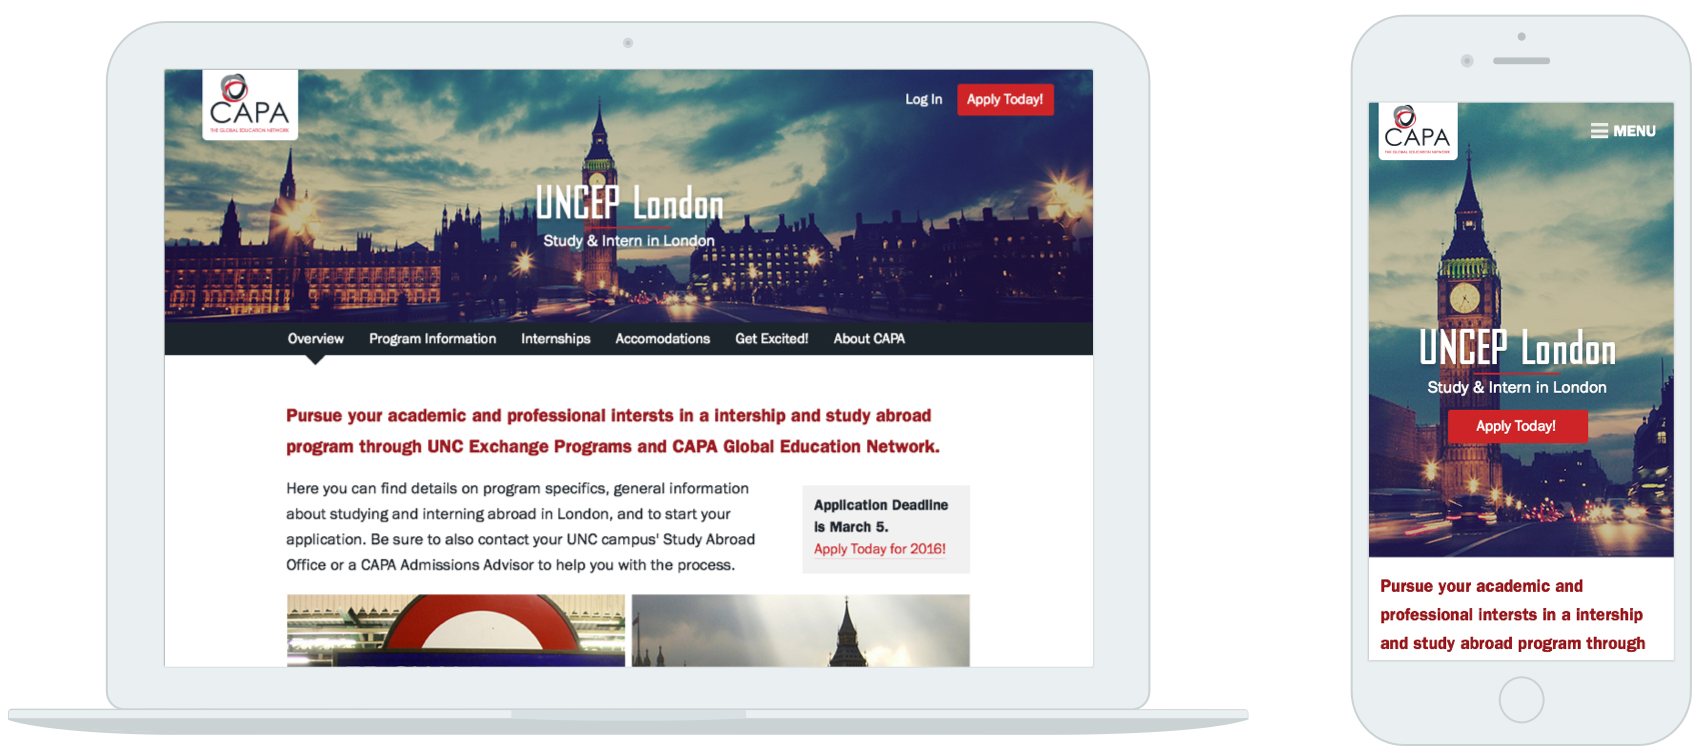 CAPA
THE GLOBAL EDUCATION NETWORK
Log In
Apply Today!
UNCEP London
Study & Intern in London
Overview
Program Information
Internships
Accomodations
Get Excited!
About CAPA
Pursue your academic and professional intersts in a intership and study abroad
program through UNC Exchange Programs and CAPA Global Education Network.
Here you can find details on program specifics, general information
about studying and interning abroad in London, and to start your
application. Be sure to also contact your UNC campus' Study Abroad
Office or a CAPA Admissions Advisor to help you with the process.
Application Deadline
is March 5.
Apply Today for 2016!
CAPA
THE GLOBAL EDUCATION NETWORK
MENU
UNCEP London
Study & Intern in London
Apply Today!
Pursue your academic and
professional intersts in a intership
and study abroad program through